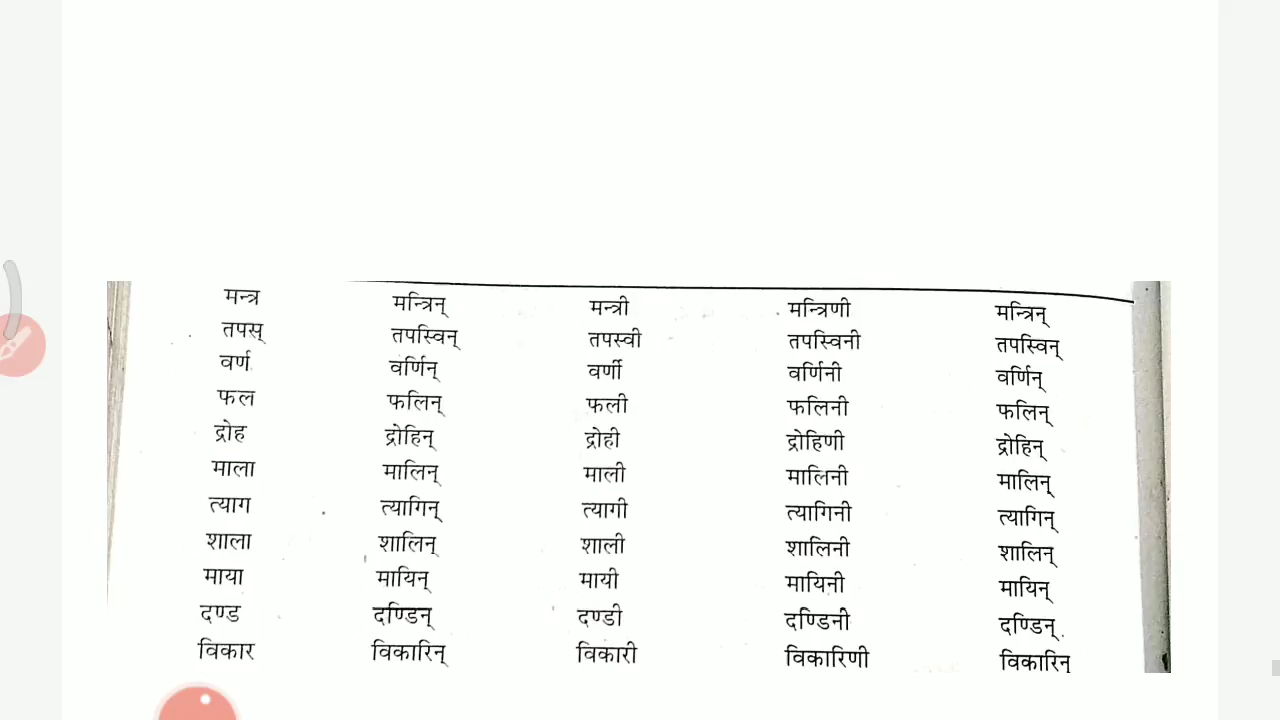 मन्त्र मन्त्रिन् मन्त्री मन्त्रिणी मन्त्रिन्
तपस् तपस्विन् तपस्वी तपस्विनी तपस्विन्
वर्ण वर्णिन् वर्णी वर्णिनी वर्णिन्
फल फलिन् फली फलिनी फलिन्
द्रोह द्रोहिन् द्रोही द्रोहिणी द्रोहिन्
माला मालिन् माली मालिनी मालिन्
त्याग त्यागिन् त्यागी त्यागिनी त्यागिन्
शाला शालिन् शाली शालिनी शालिन्
माया मायिन् मायी मायिनी मायिन्
दण्ड दण्डिन् दण्डी दण्डिनी दण्डिन्
विकार विकारिन् विकारी विकारिणी विकारिन्